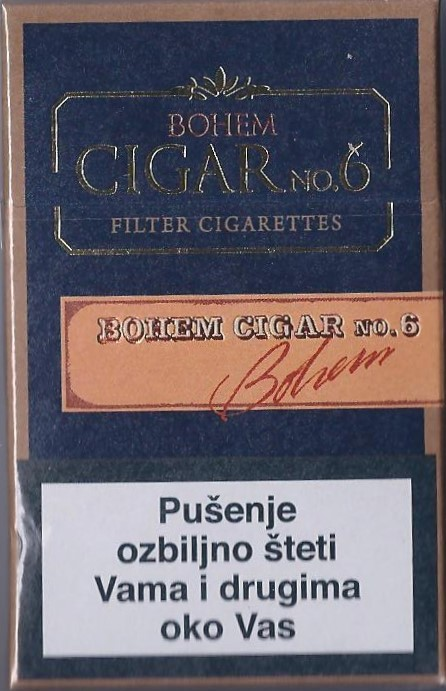 BOHEM
CIGAR NO.6
FILTER CIGARETTES
BOHEM CIGAR NO.6
Bohem
Pušenje
ozbiljno šteti
Vama i drugima
oko Vas